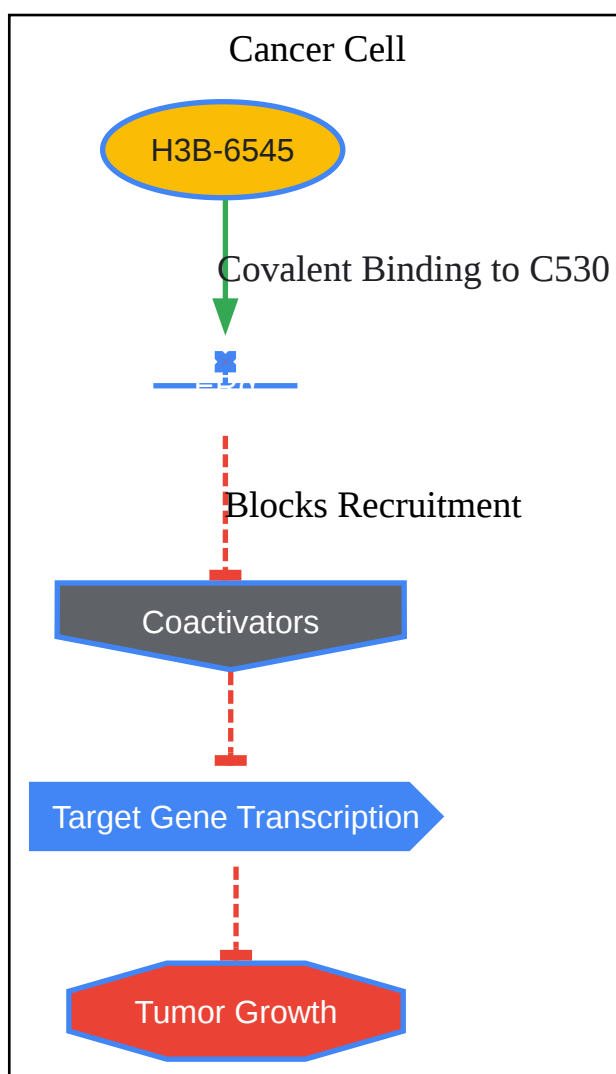 Cancer Cell
H3B-6545
Covalent Binding to C530
Blocks Recruitment
Coactivators
Target Gene Transcription
Tumor Growth